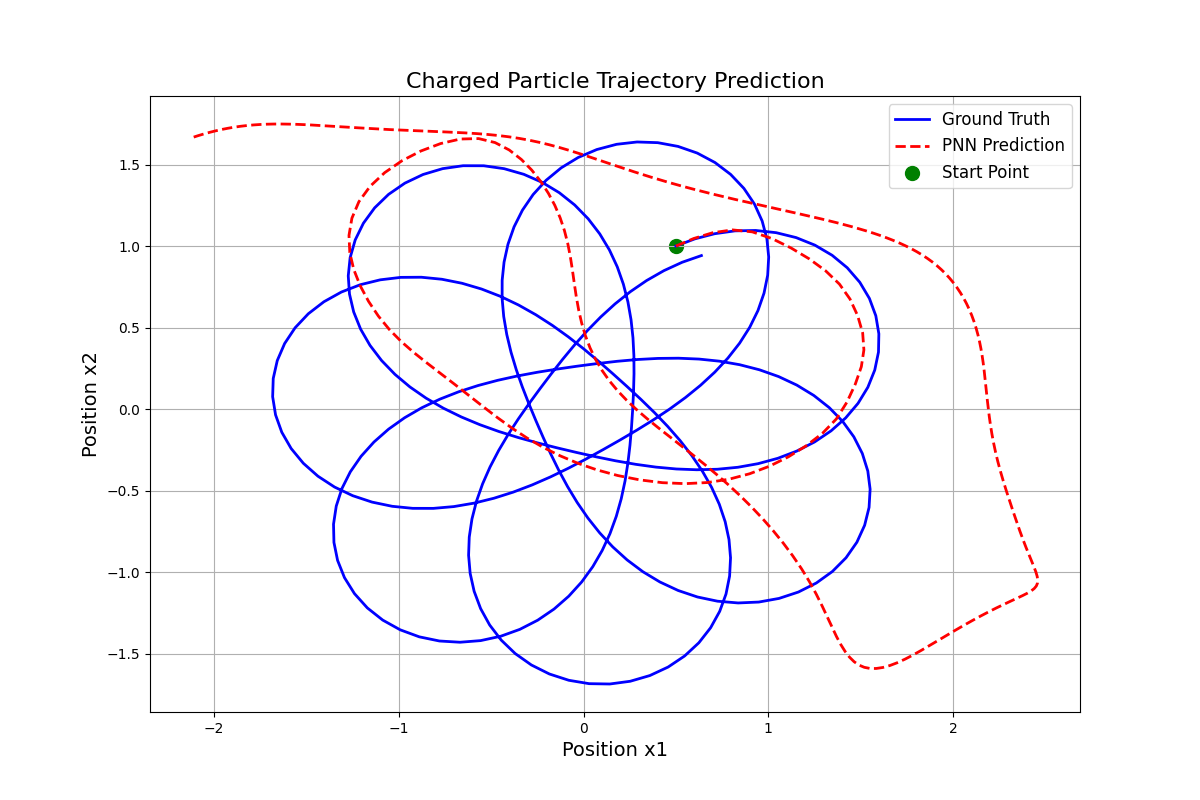 Charged Particle Trajectory Prediction
Ground Truth
PNN Prediction
Start Point
Position x2
1.5
1.0
0.5
0.0
−0.5
−1.0
−1.5
−2
−1
0
1
2
Position x1